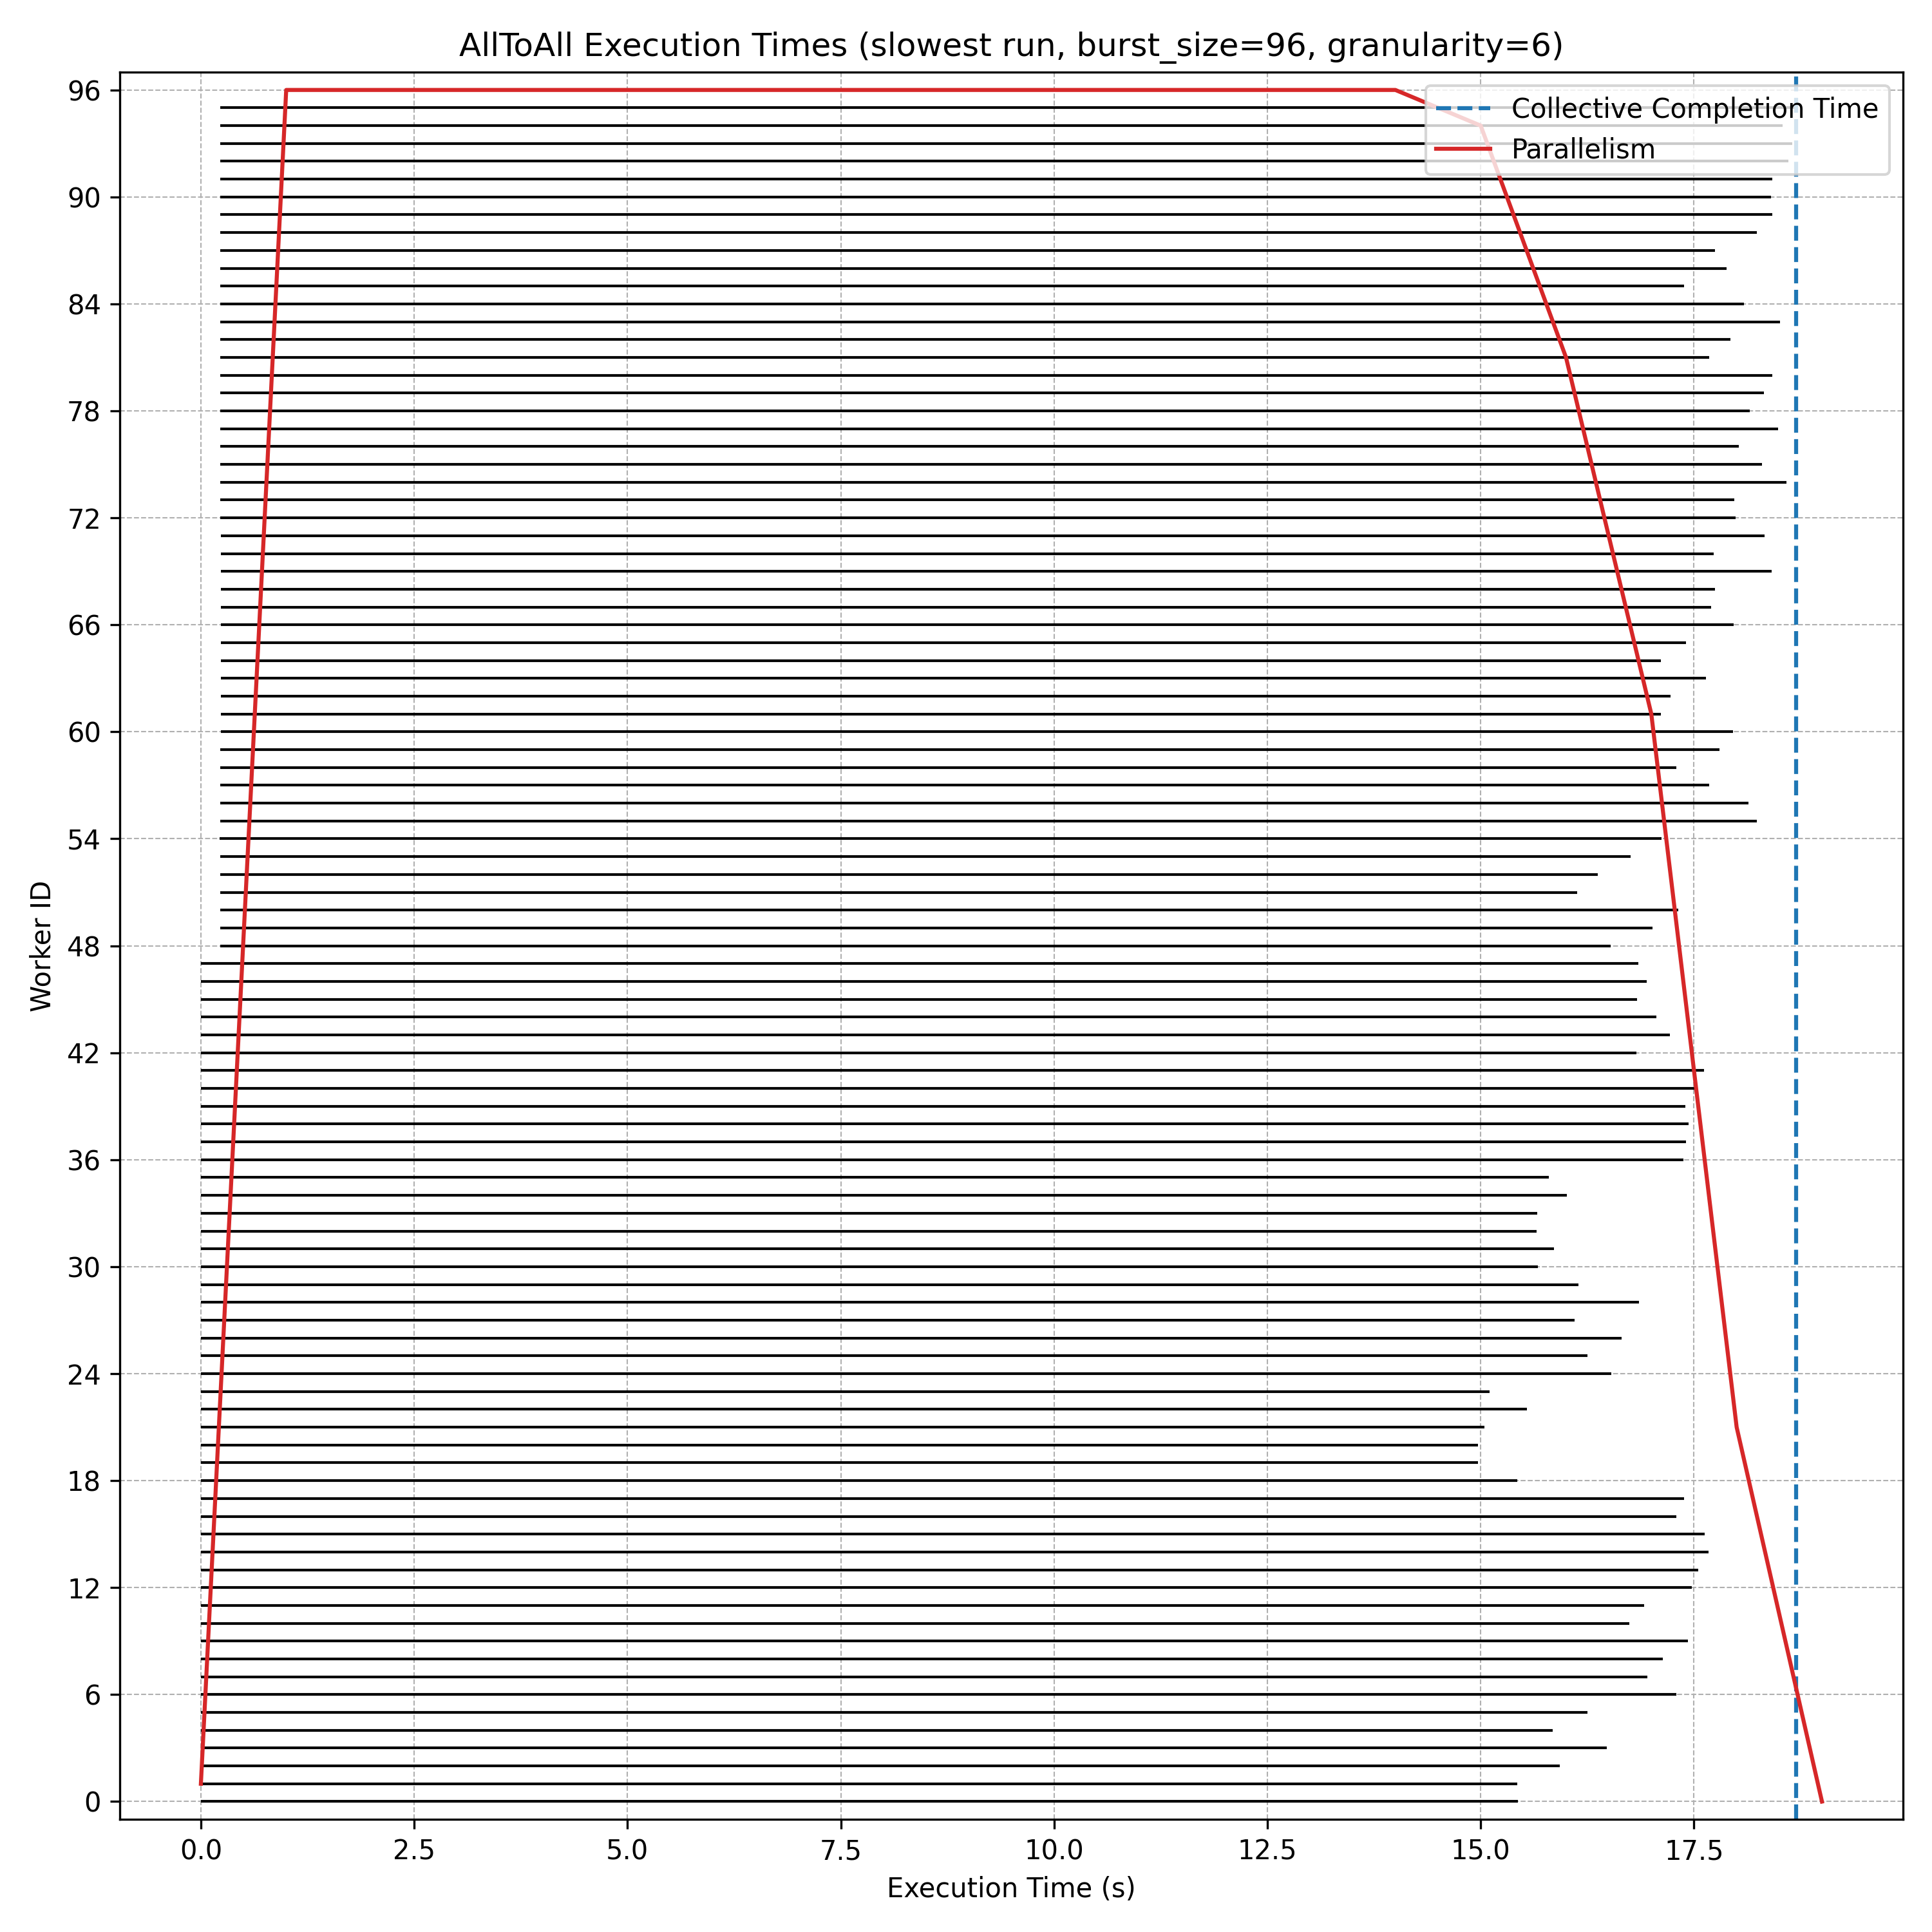 AllToAll Execution Times (slowest run, burst_size=96, granularity=6)
Collective Completion Time
Parallelism
Worker ID
96
90
84
78
72
66
60
54
48
42
36
30
24
18
12
6
0
0.0 2.5 5.0 7.5 10.0 12.5 15.0 17.5
Execution Time (s)